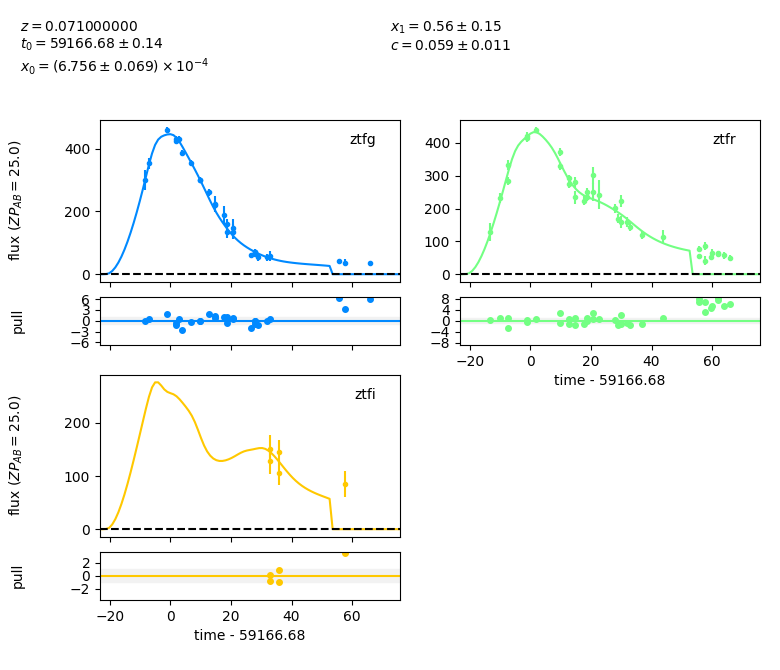 z = 0.071000000
t₀ = 59166.68 ± 0.14
x₀ = (6.756 ± 0.069) × 10⁻⁴
x₁ = 0.56 ± 0.15
c = 0.059 ± 0.011
ztfg
flux (ZP_AB = 25.0)
400
200
0
ztfr
400
300
200
100
0
pull
6
3
0
−3
−6
8
4
0
−4
−8
−20 0 20 40 60
time - 59166.68
ztfi
flux (ZP_AB = 25.0)
200
100
0
pull
2
0
−2
−20 0 20 40 60
time - 59166.68